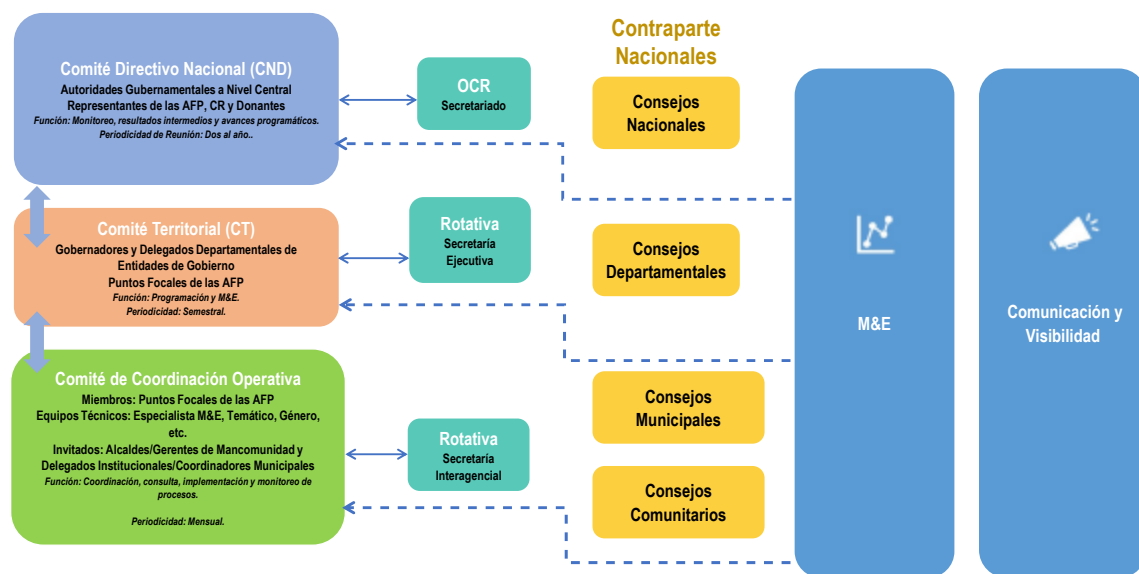 Comité Directivo Nacional (CND)
Autoridades Gubernamentales a Nivel Central
Representantes de las AFP, CR y Donantes
Función: Monitoreo, resultados intermedios y avances programáticos.
Periodicidad de Reunión: Dos al año..
OCR
Secretariado
Comité Territorial (CT)
Gobernadores y Delegados Departamentales de
Entidades de Gobierno
Puntos Focales de las AFP
Función: Programación y M&E.
Periodicidad: Semestral.
Rotativa
Secretaría
Ejecutiva
Comité de Coordinación Operativa
Miembros: Puntos Focales de las AFP
Equipos Técnicos: Especialista M&E, Temático, Género,
etc.
Invitados: Alcaldes/Gerentes de Mancomunidad y
Delegados Institucionales/Coordinadores Municipales
Función: Coordinación, consulta, implementación y monitoreo de
procesos.
Periodicidad: Mensual.
Rotativa
Secretaría
Interagencial
Contraparte
Nacionales
Consejos
Nacionales
Consejos
Departamentales
Consejos
Municipales
Consejos
Comunitarios
M&E
Comunicación y
Visibilidad